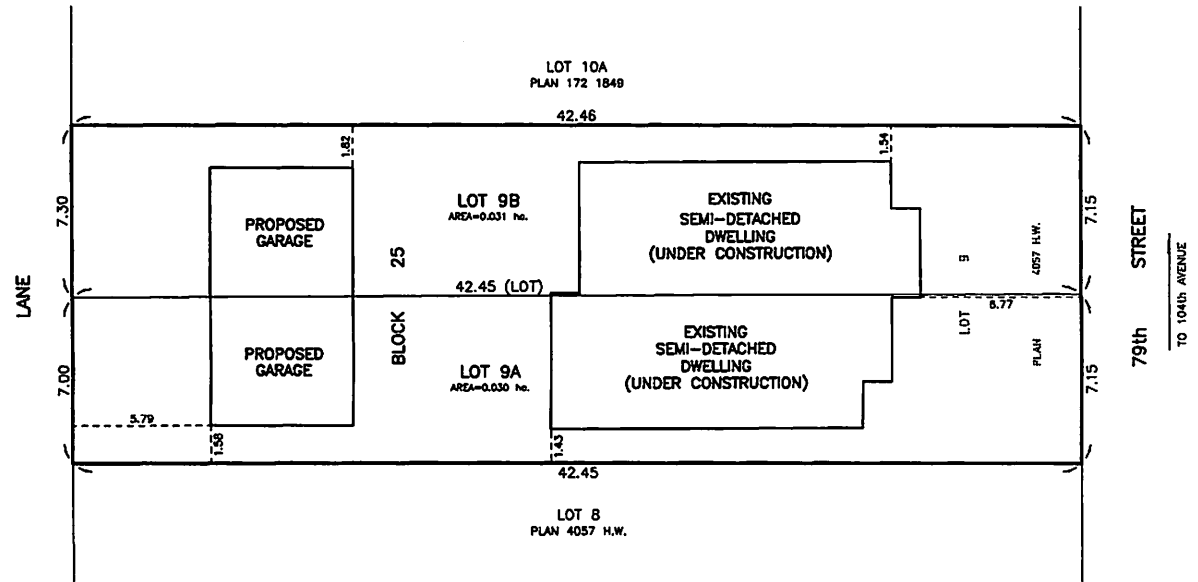 LOT 10A
PLAN 172 1849
42.46
1.82
1.54
7.30
LOT 9B
AREA=0.031 ha.
PROPOSED
GARAGE
EXISTING
SEMI-DETACHED
DWELLING
(UNDER CONSTRUCTION)
7.15
STREET
79th
TO 104th AVENUE
LANE
25
BLOCK
42.45 (LOT)
4057 H.W.
PLAN
LOT
PROPOSED
GARAGE
LOT 9A
AREA=0.030 ha.
EXISTING
SEMI-DETACHED
DWELLING
(UNDER CONSTRUCTION)
7.00
7.15
5.79
1.58
1.43
42.45
LOT 8
PLAN 4057 H.W.